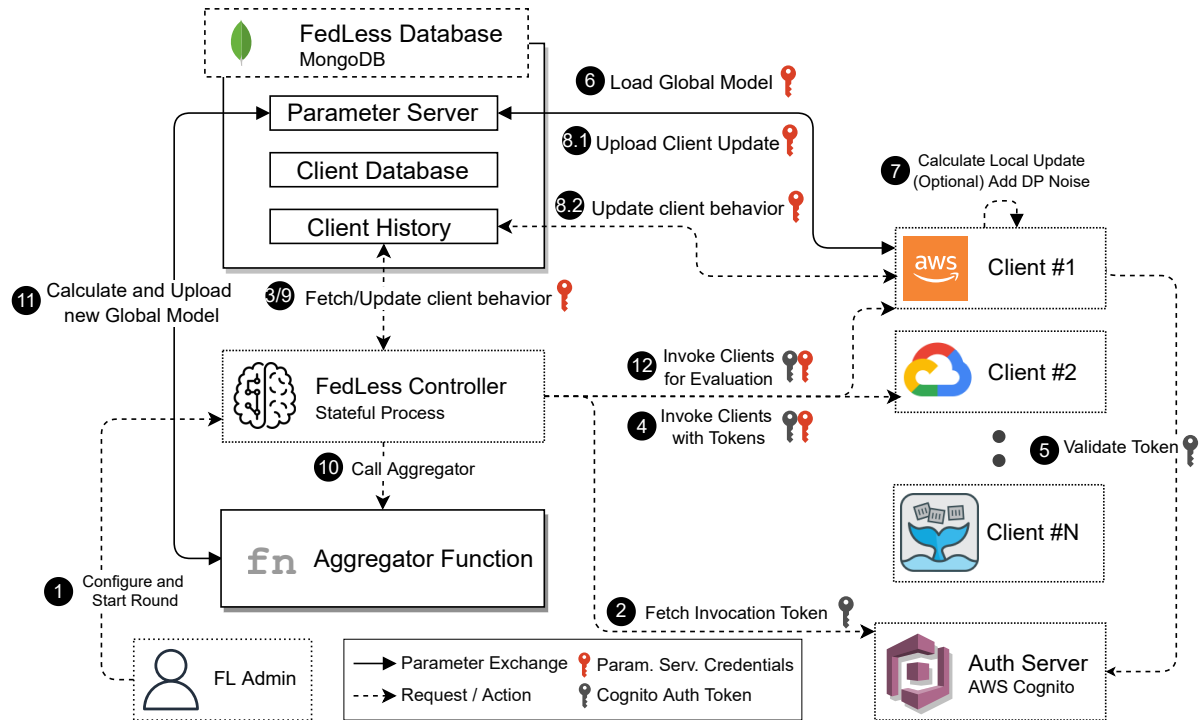 FedLess Database
MongoDB
Parameter Server
Client Database
Client History
6 Load Global Model
8.1 Upload Client Update
8.2 Update client behavior
7 Calculate Local Update
(Optional) Add DP Noise
aws
Client #1
11 Calculate and Upload
new Global Model
3/9 Fetch/Update client behavior
FedLess Controller
Stateful Process
12 Invoke Clients
for Evaluation
4 Invoke Clients
with Tokens
Client #2
5 Validate Token
10 Call Aggregator
Client #N
fn Aggregator Function
1 Configure and
Start Round
2 Fetch Invocation Token
FL Admin
Parameter Exchange
Param. Serv. Credentials
Request / Action
Cognito Auth Token
Auth Server
AWS Cognito